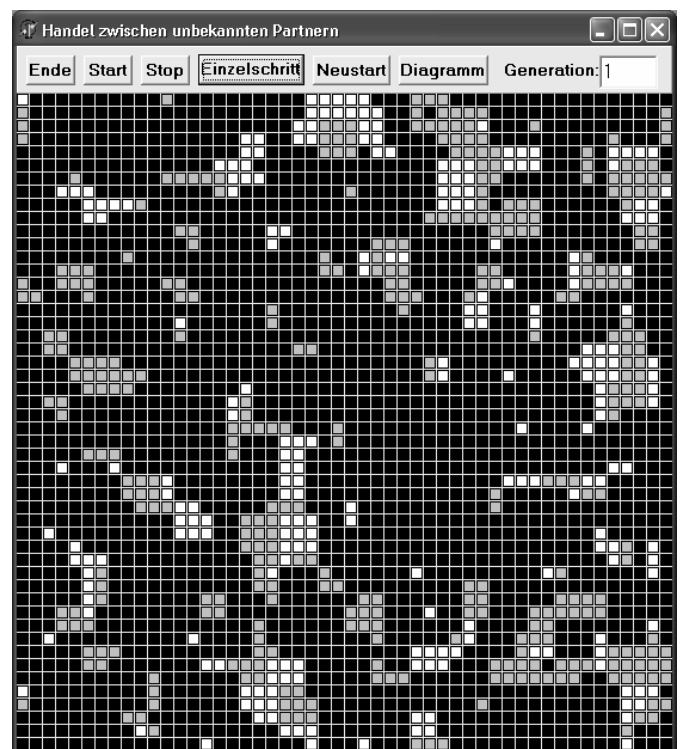 Handel zwischen unbekannten Partnern
Ende Start Stop Einzelschritt Neustart Diagramm Generation: 1